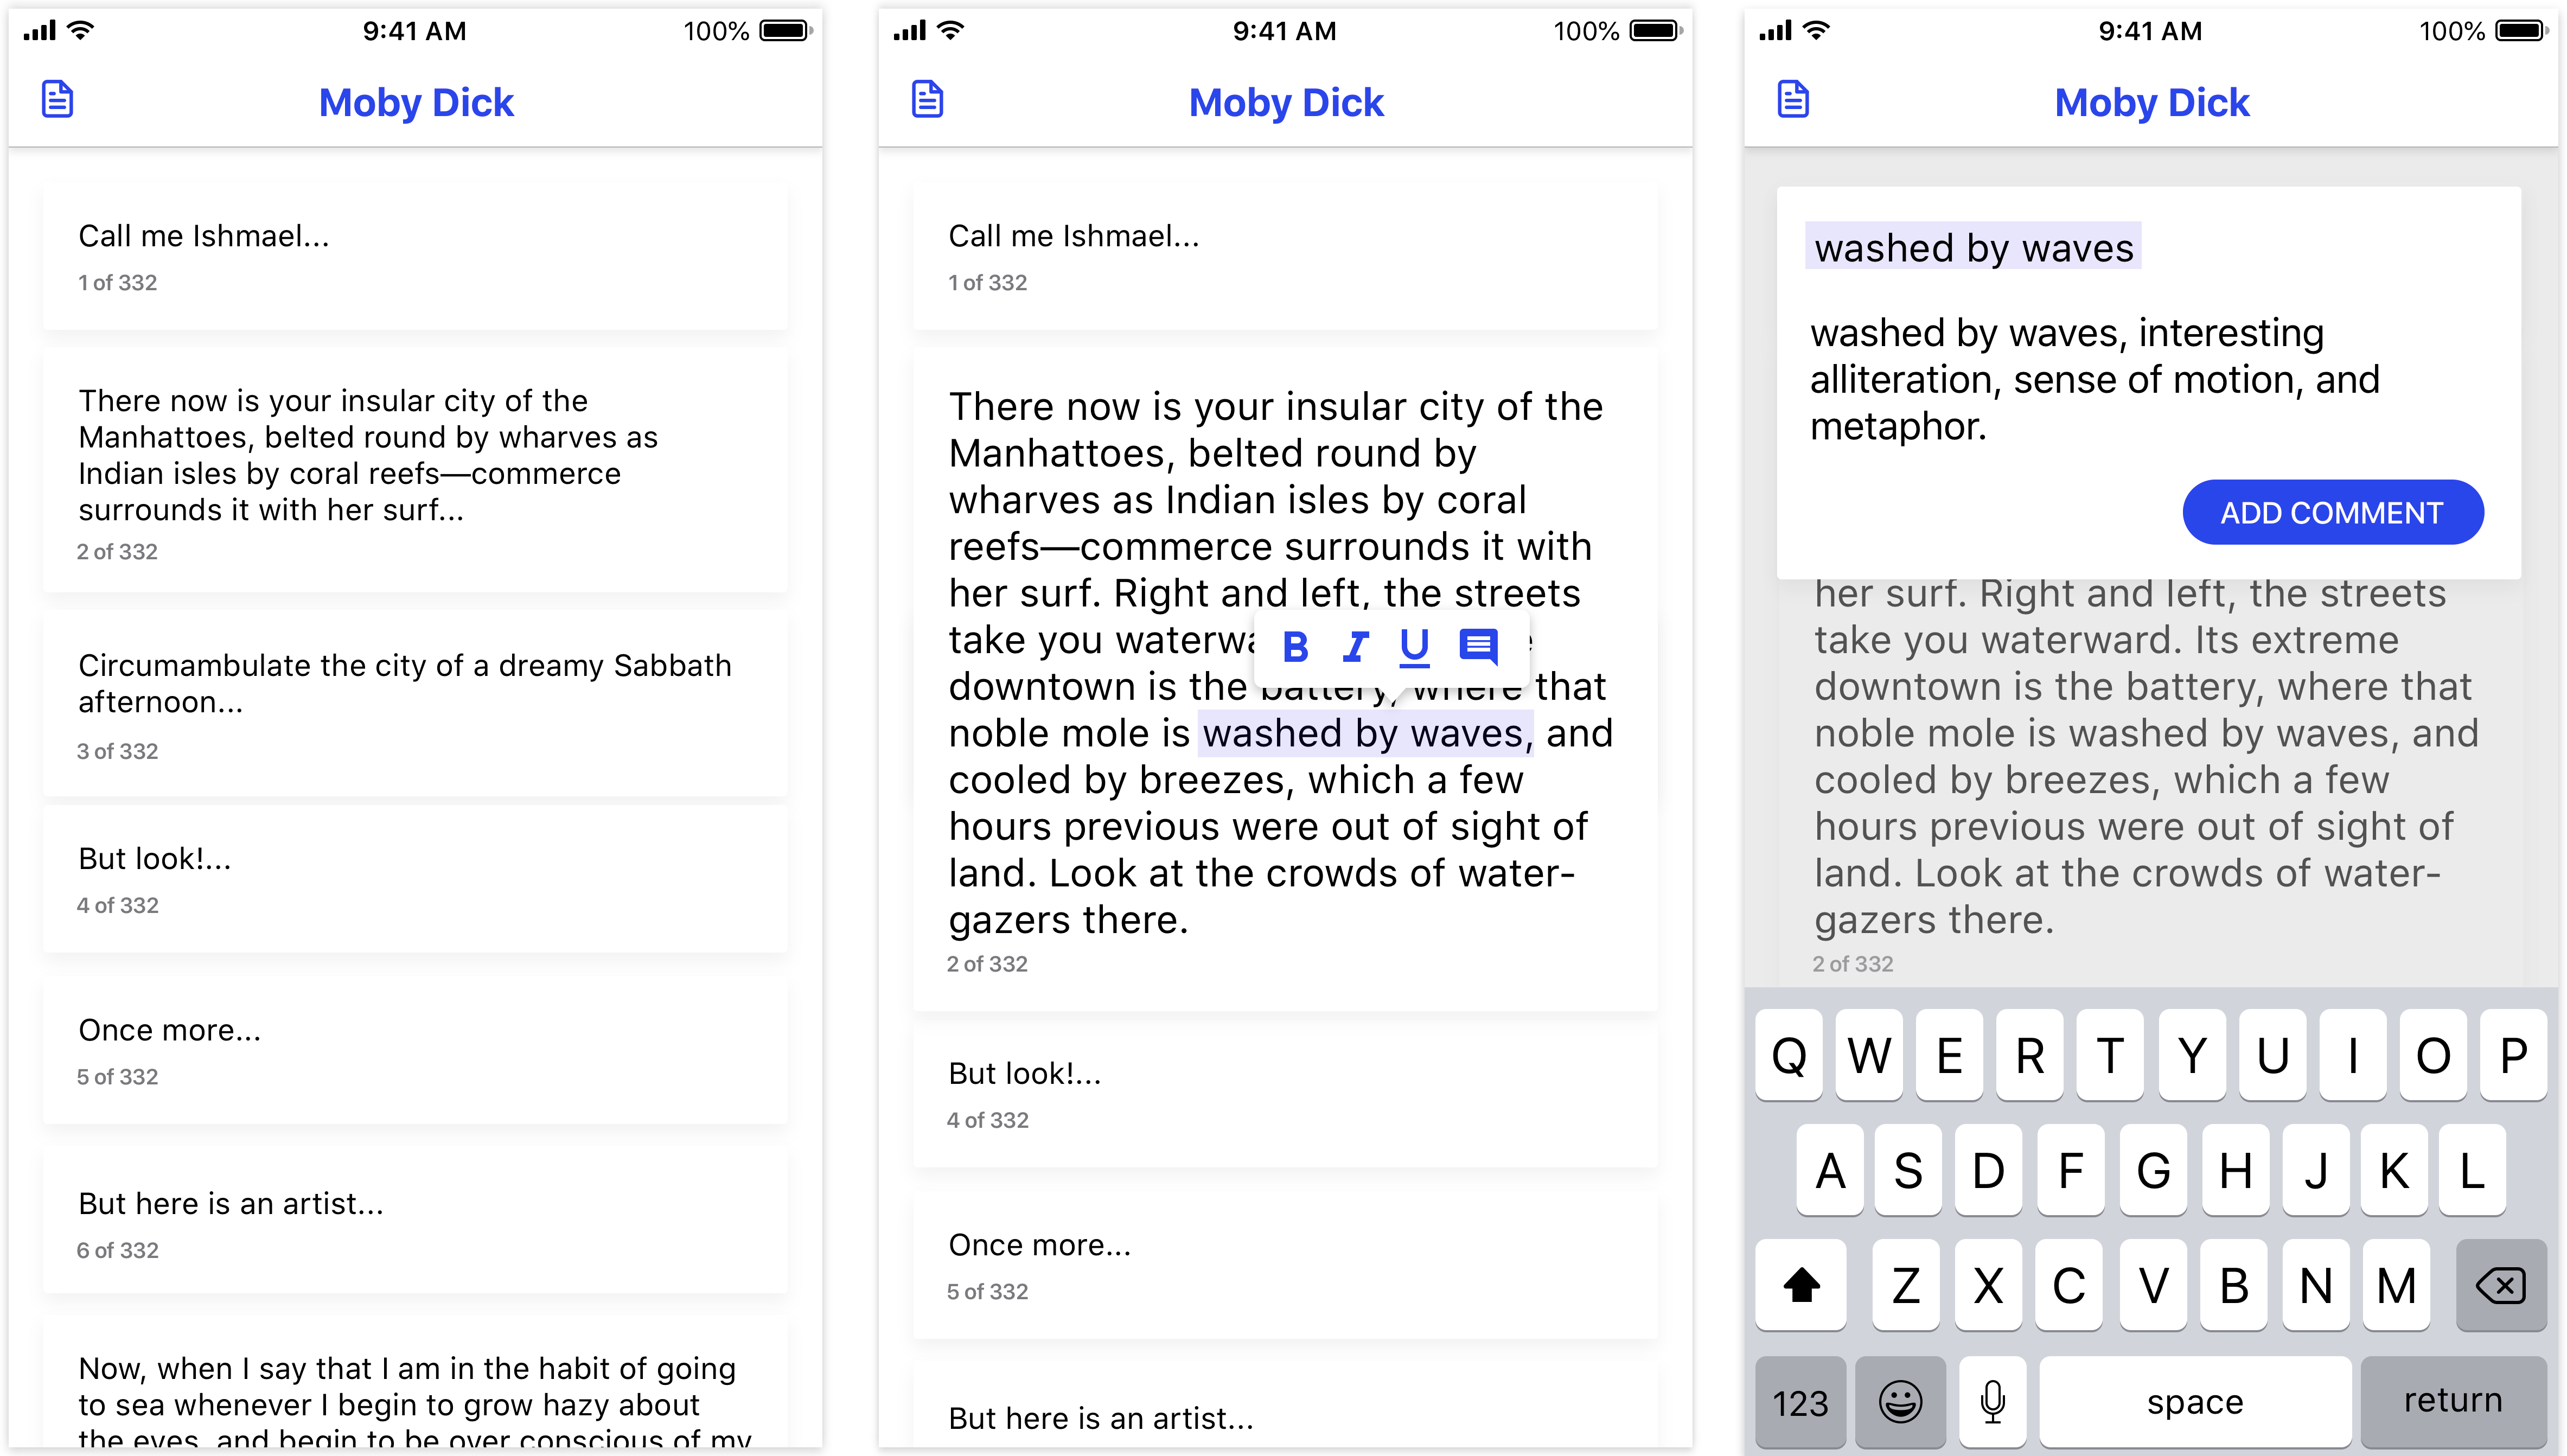 9:41 AM
100%
Moby Dick
Call me Ishmael...
1 of 332
There now is your insular city of the
Manhattoes, belted round by wharves as
Indian isles by coral reefs—commerce
surrounds it with her surf...
2 of 332
Circumambulate the city of a dreamy Sabbath
afternoon...
3 of 332
But look!...
4 of 332
Once more...
5 of 332
But here is an artist...
6 of 332
Now, when I say that I am in the habit of going
to sea whenever I begin to grow hazy about
the eyes, and begin to be over conscious of my
9:41 AM
100%
Moby Dick
Call me Ishmael...
1 of 332
There now is your insular city of the
Manhattoes, belted round by
wharves as Indian isles by coral
reefs—commerce surrounds it with
her surf. Right and left, the streets
take you waterwa
B I U
downtown is the battery, where that
noble mole is washed by waves, and
cooled by breezes, which a few
hours previous were out of sight of
land. Look at the crowds of water-
gazers there.
2 of 332
But look!...
4 of 332
Once more...
5 of 332
But here is an artist...
9:41 AM
100%
Moby Dick
washed by waves
washed by waves, interesting
alliteration, sense of motion, and
metaphor.
ADD COMMENT
her surf. Right and left, the streets
take you waterward. Its extreme
downtown is the battery, where that
noble mole is washed by waves, and
cooled by breezes, which a few
hours previous were out of sight of
land. Look at the crowds of water-
gazers there.
2 of 332
Q W E R T Y U I O P
A S D F G H J K L
Z X C V B N M
123 space return